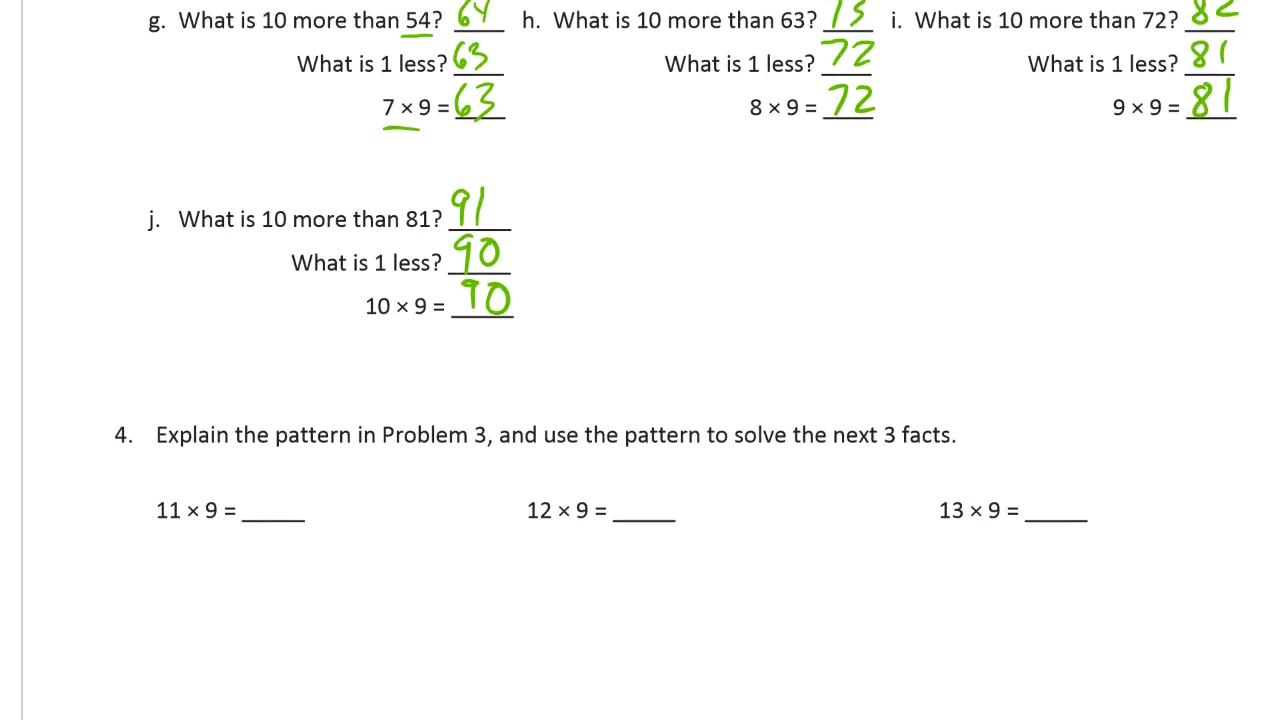 g. What is 10 more than 54? 64 h. What is 10 more than 63? 73 i. What is 10 more than 72? 82
What is 1 less? 63 What is 1 less? 72 What is 1 less? 81
7 × 9 = 63 8 × 9 = 72 9 × 9 = 81
j. What is 10 more than 81? 91
What is 1 less? 90
10 × 9 = 90
4. Explain the pattern in Problem 3, and use the pattern to solve the next 3 facts.
11 × 9 = _____ 12 × 9 = _____ 13 × 9 = _____